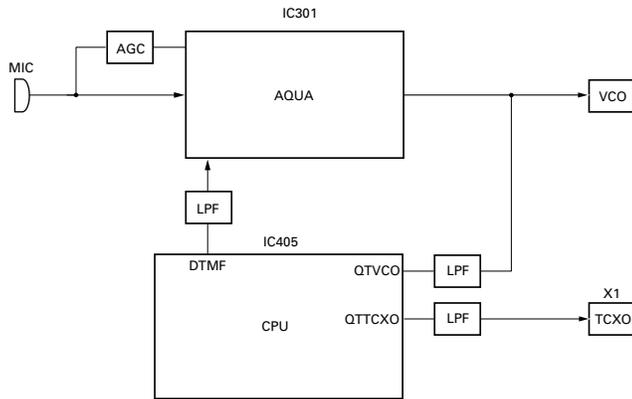 IC301
AGC
MIC
AQUA
VCO
LPF
IC405
DTMF
QTVCO
LPF
X1
QTTCXO
LPF
TCXO
CPU